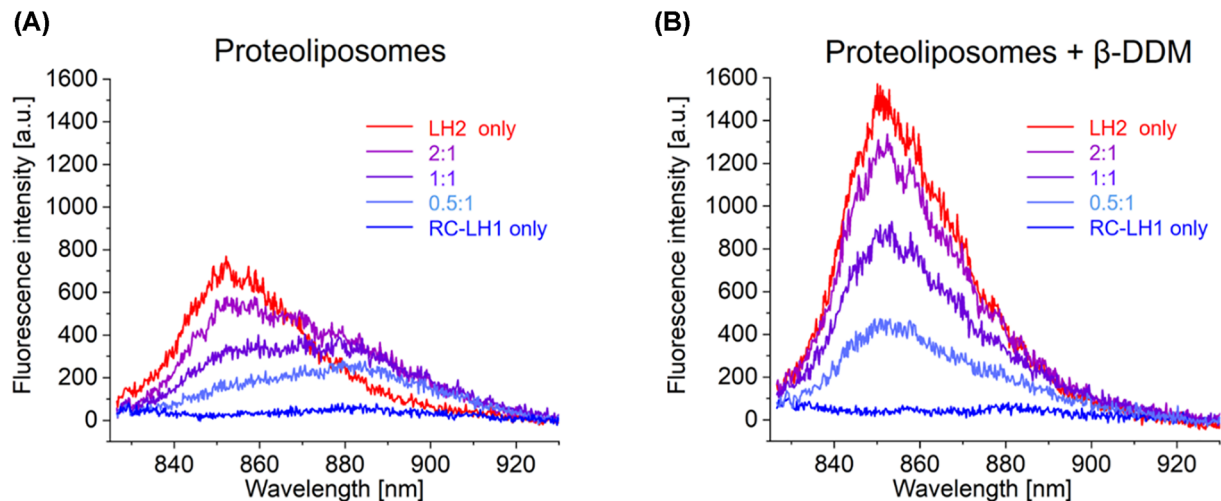 (A)
Proteoliposomes
1600
1400
1200
1000
800
600
400
200
0
Fluorescence intensity [a.u.]
LH2 only
2:1
1:1
0.5:1
RC-LH1 only
840 860 880 900 920
Wavelength [nm]
(B)
Proteoliposomes + β-DDM
1600
1400
1200
1000
800
600
400
200
0
Fluorescence intensity [a.u.]
LH2 only
2:1
1:1
0.5:1
RC-LH1 only
840 860 880 900 920
Wavelength [nm]